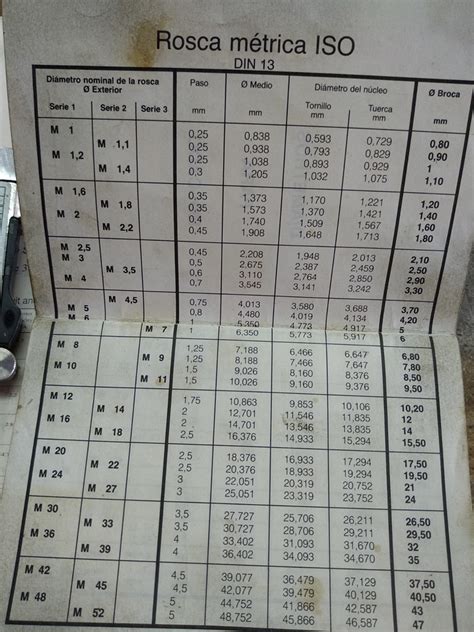 Rosca métrica ISO
DIN 13
Diámetro nominal de la rosca
Ø Exterior
Serie 1 Serie 2 Serie 3
Paso
mm
Ø Medio
mm
Diámetro del núcleo
Tornillo Tuerca
mm mm
Ø Broca
mm
M 1 0,25 0,838 0,593 0,729 0,80
M 1,1 0,25 0,938 0,793 0,829 0,90
M 1,2 0,25 1,038 0,893 0,929 1
M 1,4 0,3 1,205 1,032 1,075 1,10
M 1,6 0,35 1,373 1,170 1,221 1,20
M 1,8 0,35 1,573 1,370 1,421 1,40
M 2 0,4 1,740 1,509 1,567 1,60
M 2,2 0,45 1,908 1,648 1,713 1,80
M 2,5 0,45 2,208 1,948 2,013 2,10
M 3 0,5 2,675 2,387 2,459 2,50
M 3,5 0,6 3,110 2,764 2,850 2,90
M 4 0,7 3,545 3,141 3,242 3,30
M 4,5 0,75 4,013 3,580 3,688 3,70
M 5 0,8 4,480 4,019 4,134 4,20
M 6 1 5,350 4,773 4,917 5
M 7 6,350 5,773 5,917 6
M 8 1,25 7,188 6,466 6,647 6,80
M 9 1,25 8,188 7,466 7,647 7,80
M 10 1,5 9,026 8,160 8,376 8,50
M 11 1,5 10,026 9,160 9,376 9,50
M 12 1,75 10,863 9,853 10,106 10,20
M 14 2 12,701 11,546 11,835 12
M 16 2 14,701 13,546 13,835 14
M 18 2,5 16,376 14,933 15,294 15,50
M 20 2,5 18,376 16,933 17,294 17,50
M 22 2,5 20,376 18,933 19,294 19,50
M 24 3 22,051 20,319 20,752 21
M 27 3 25,051 23,319 23,752 24
M 30 3,5 27,727 25,706 26,211 26,50
M 33 3,5 30,727 28,706 29,211 29,50
M 36 4 33,402 31,093 31,670 32
M 39 4 36,402 34,093 34,670 35
M 42 4,5 39,077 36,479 37,129 37,50
M 45 4,5 42,077 39,479 40,129 40,50
M 48 5 44,752 41,866 42,587 43
M 52 5 48,752 45,866 46,587 47